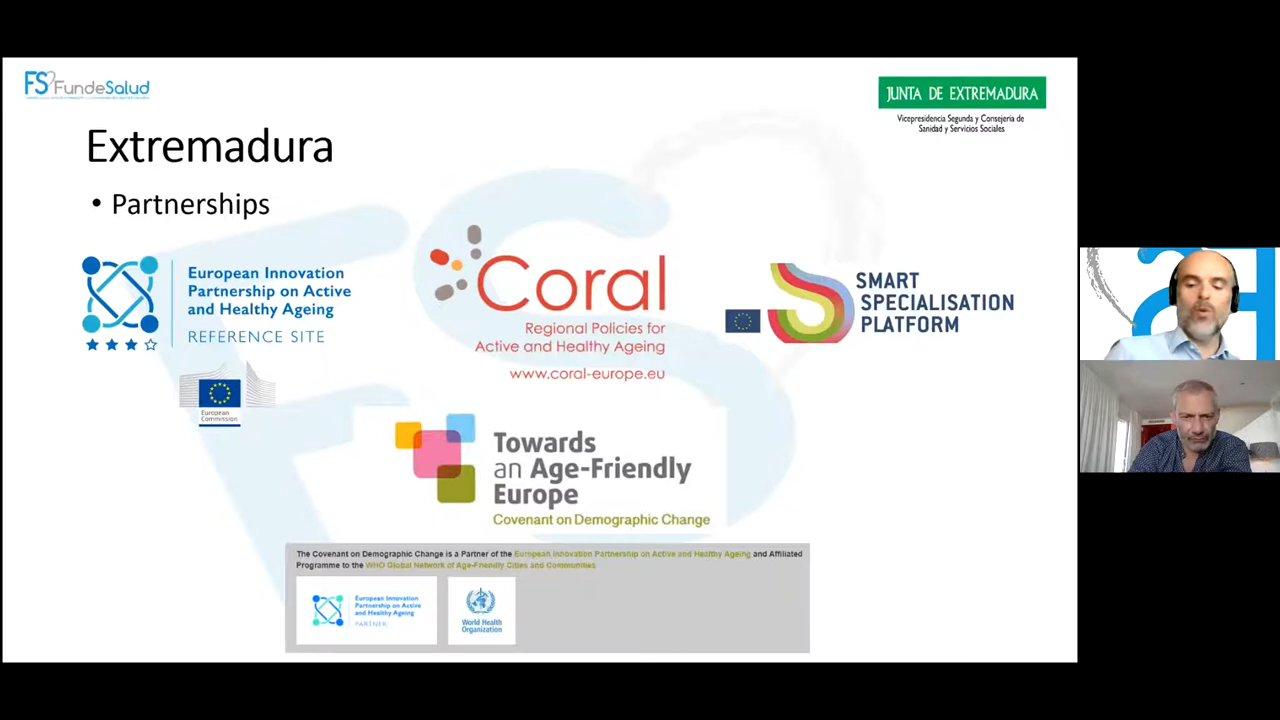 FS FundeSalud
JUNTA DE EXTREMADURA
Vicepresidencia Segunda y Consejería de
Sanidad y Servicios Sociales
Extremadura
• Partnerships
European Innovation
Partnership on Active
and Healthy Ageing
REFERENCE SITE
European
Commission
Coral
Regional Policies for
Active and Healthy Ageing
www.coral-europe.eu
SMART
SPECIALISATION
PLATFORM
Towards
an Age-Friendly
Europe
Covenant on Demographic Change
The Covenant on Demographic Change is a Partner of the European Innovation Partnership on Active and Healthy Ageing and Affiliated
Programme to the WHO Global Network of Age-Friendly Cities and Communities
European Innovation
Partnership on Active
and Healthy Ageing
PARTNER
World Health
Organization